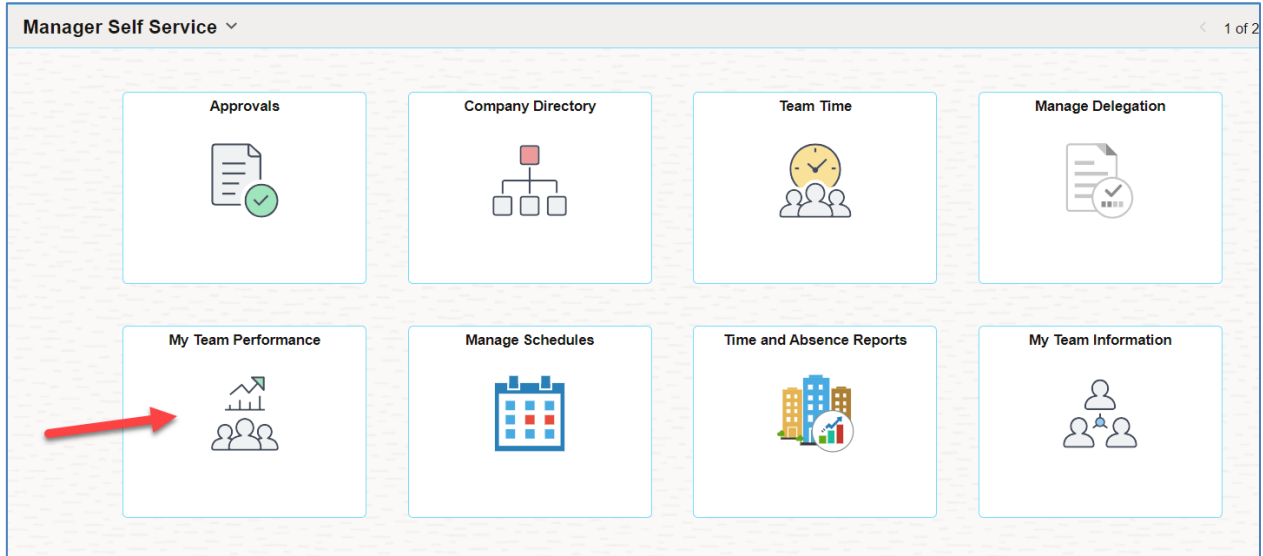 Manager Self Service
1 of 2
Approvals
Company Directory
Team Time
Manage Delegation
My Team Performance
Manage Schedules
Time and Absence Reports
My Team Information